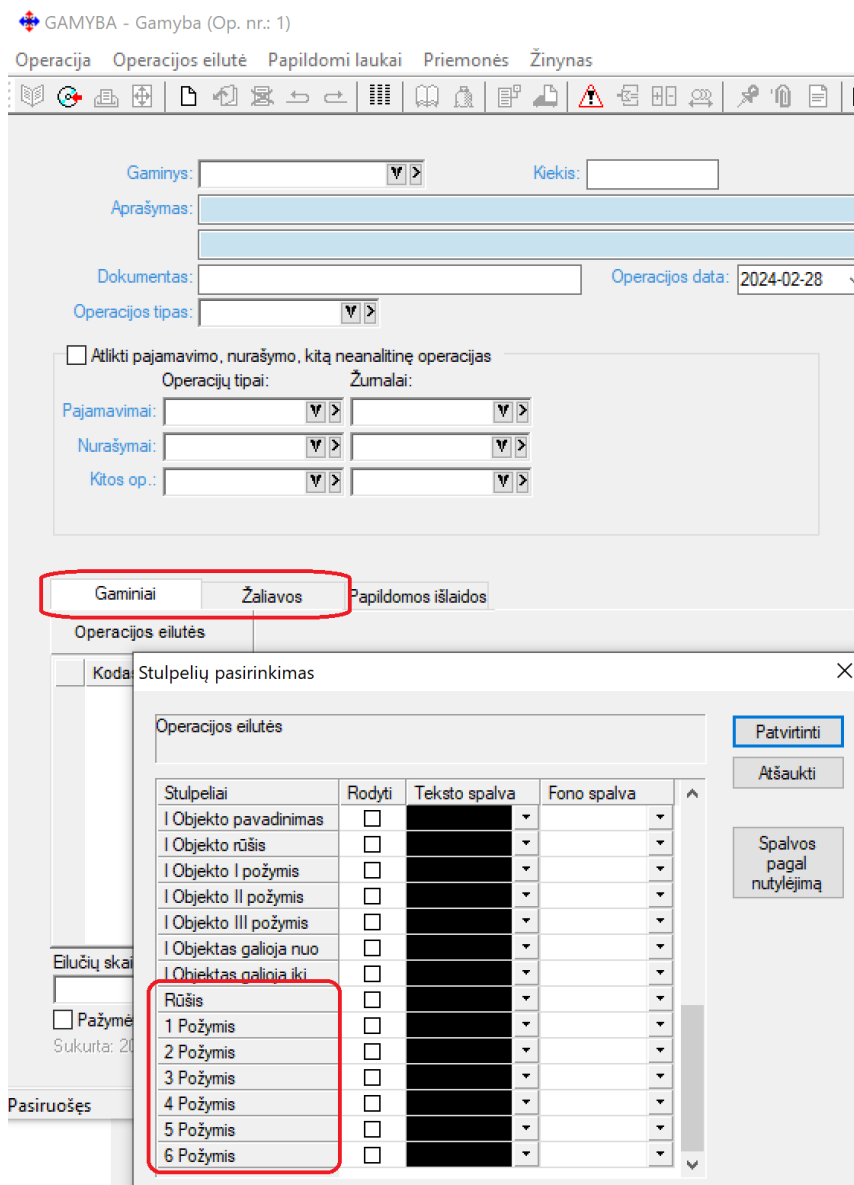 GAMYBA - Gamyba (Op. nr.: 1)
Operacija Operacijos eilutė Papildomi laukai Priemonės Žinynas
Gaminys: Kiekis:
Aprašymas:
Dokumentas: Operacijos data: 2024-02-28
Operacijos tipas:
Atlikti pajamavimo, nurašymo, kitą neanalitinę operacijas
Operacijų tipai: Žurnalai:
Pajamavimai:
Nurašymai:
Kitos op.:
Gaminiai Žaliavos Papildomos išlaidos
Operacijos eilutės
Kodas
Stulpelių pasirinkimas
Operacijos eilutės
Patvirtinti
Atšaukti
Spalvos
pagal
nutylėjimą
Stulpeliai Rodyti Teksto spalva Fono spalva
I Objekto pavadinimas
I Objekto rūšis
I Objekto I požymis
I Objekto II požymis
I Objekto III požymis
I Objektas galioja nuo
I Objektas galioja iki
Rūšis
1 Požymis
2 Požymis
3 Požymis
4 Požymis
5 Požymis
6 Požymis
Eilučių skai
Pažymė
Sukurta: 20
Pasiruošęs